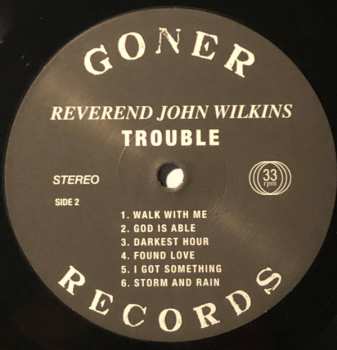 GONER
REVEREND JOHN WILKINS
TROUBLE
STEREO
33
rpm
SIDE 2
1. WALK WITH ME
2. GOD IS ABLE
3. DARKEST HOUR
4. FOUND LOVE
5. I GOT SOMETHING
6. STORM AND RAIN
RECORDS